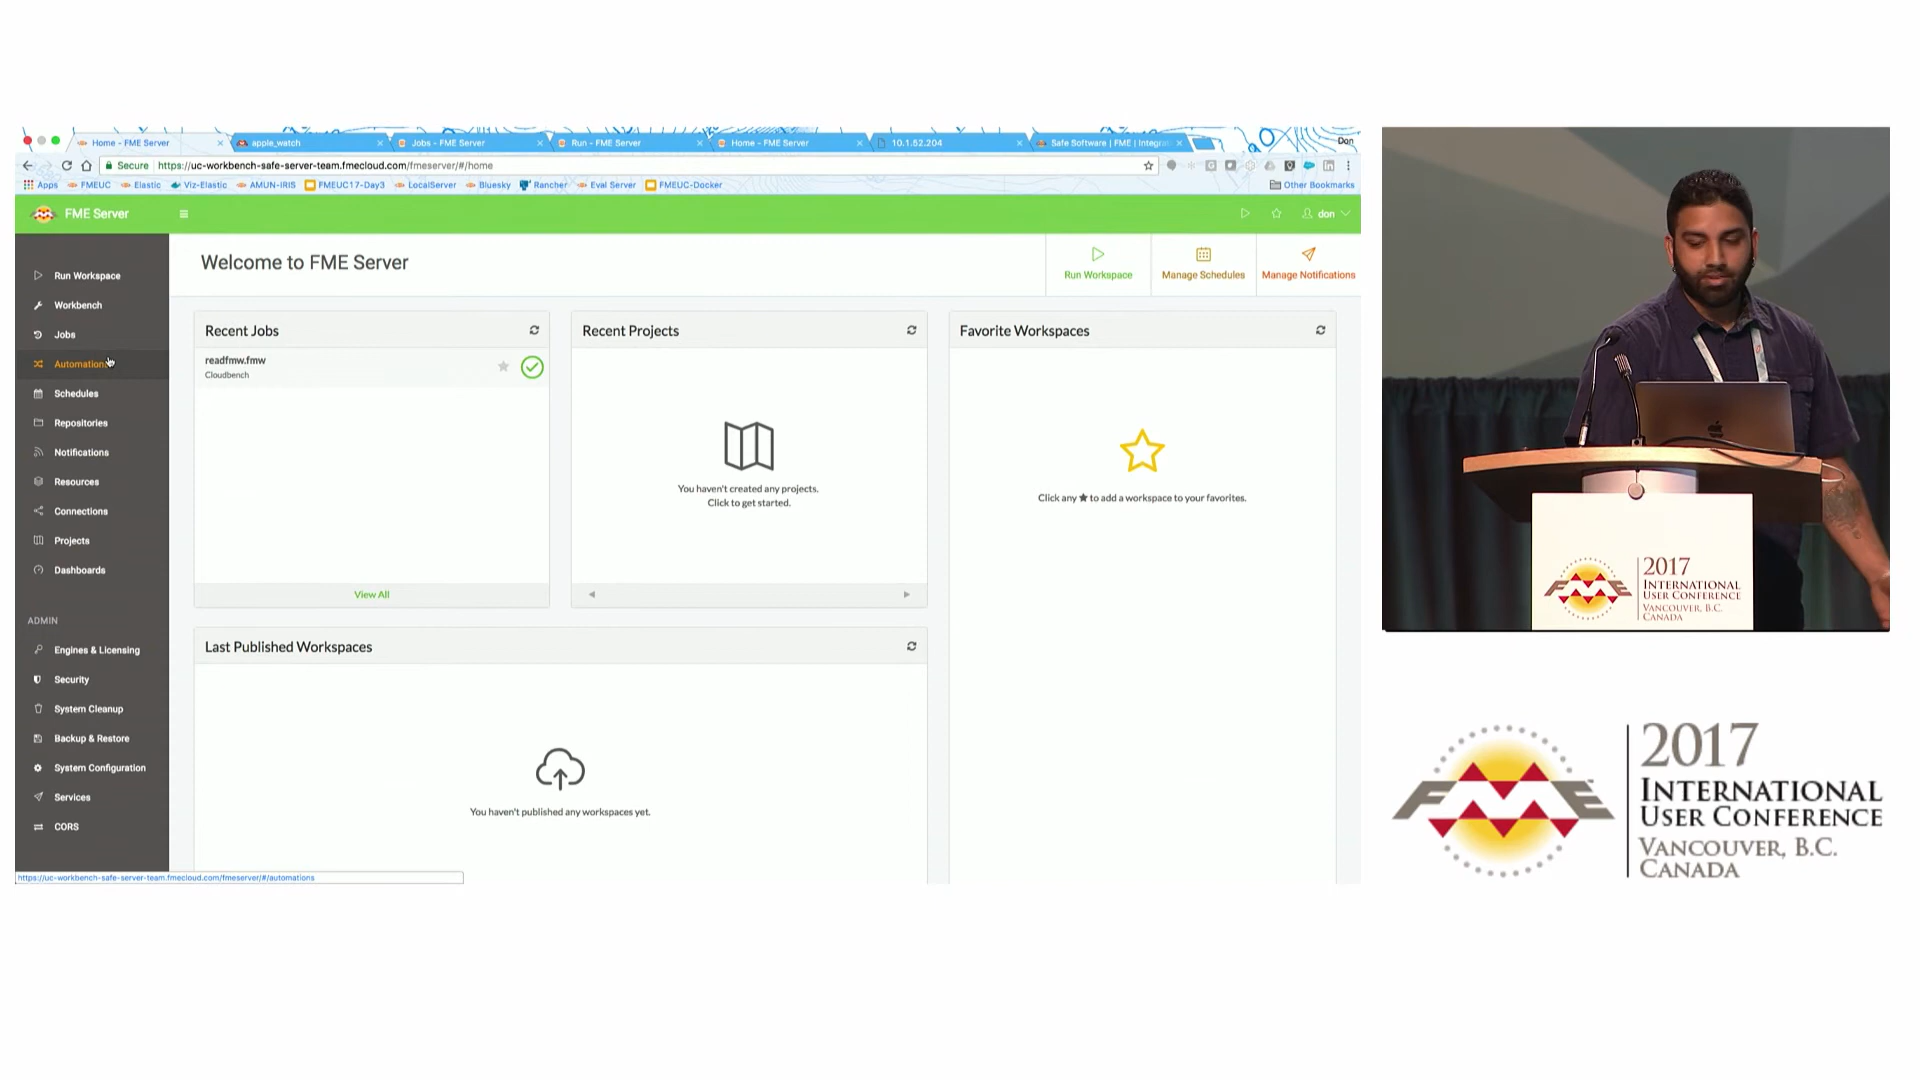 Home - FME Server
apple_watch
Jobs - FME Server
Run - FME Server
Home - FME Server
10.1.52.204
Safe Software | FME | Integrat
Don
Secure
https://uc-workbench-safe-server-team.fmecloud.com/fmeserver/#/home
Apps
FMEUC
Elastic
Viz-Elastic
AMUN-IRIS
FMEUC17-Day3
LocalServer
Bluesky
Rancher
Eval Server
FMEUC-Docker
Other Bookmarks
FME Server
don
Run Workspace
Workbench
Jobs
Automation
Schedules
Repositories
Notifications
Resources
Connections
Projects
Dashboards
ADMIN
Engines & Licensing
Security
System Cleanup
Backup & Restore
System Configuration
Services
CORS
https://uc-workbench-safe-server-team.fmecloud.com/fmeserver/#/automations
Welcome to FME Server
Run Workspace
Manage Schedules
Manage Notifications
Recent Jobs
readfmw.fmw
Cloudbench
View All
Recent Projects
You haven't created any projects.
Click to get started.
Favorite Workspaces
Click any ★ to add a workspace to your favorites.
Last Published Workspaces
You haven't published any workspaces yet.
FME
2017
INTERNATIONAL
USER CONFERENCE
VANCOUVER, B.C.
CANADA
FME
2017
INTERNATIONAL
USER CONFERENCE
VANCOUVER, B.C.
CANADA